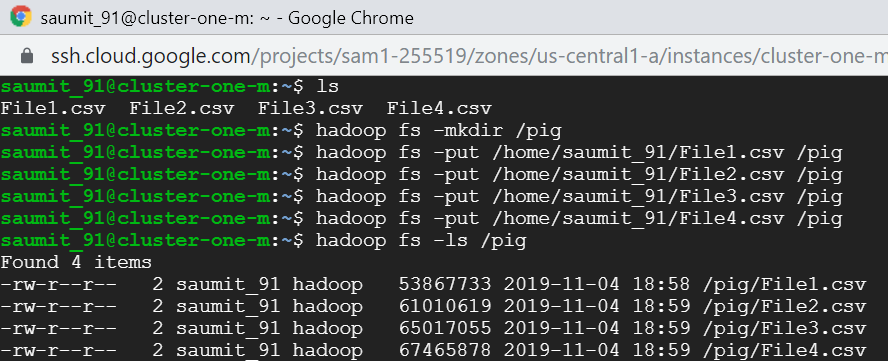 saumit_91@cluster-one-m: ~ - Google Chrome
ssh.cloud.google.com/projects/sam1-255519/zones/us-central1-a/instances/cluster-one-m
saumit_91@cluster-one-m:~$ ls
File1.csv  File2.csv  File3.csv  File4.csv
saumit_91@cluster-one-m:~$ hadoop fs -mkdir /pig
saumit_91@cluster-one-m:~$ hadoop fs -put /home/saumit_91/File1.csv /pig
saumit_91@cluster-one-m:~$ hadoop fs -put /home/saumit_91/File2.csv /pig
saumit_91@cluster-one-m:~$ hadoop fs -put /home/saumit_91/File3.csv /pig
saumit_91@cluster-one-m:~$ hadoop fs -put /home/saumit_91/File4.csv /pig
saumit_91@cluster-one-m:~$ hadoop fs -ls /pig
Found 4 items
-rw-r--r--   2 saumit_91 hadoop   53867733 2019-11-04 18:58 /pig/File1.csv
-rw-r--r--   2 saumit_91 hadoop   61010619 2019-11-04 18:59 /pig/File2.csv
-rw-r--r--   2 saumit_91 hadoop   65017055 2019-11-04 18:59 /pig/File3.csv
-rw-r--r--   2 saumit_91 hadoop   67465878 2019-11-04 18:59 /pig/File4.csv